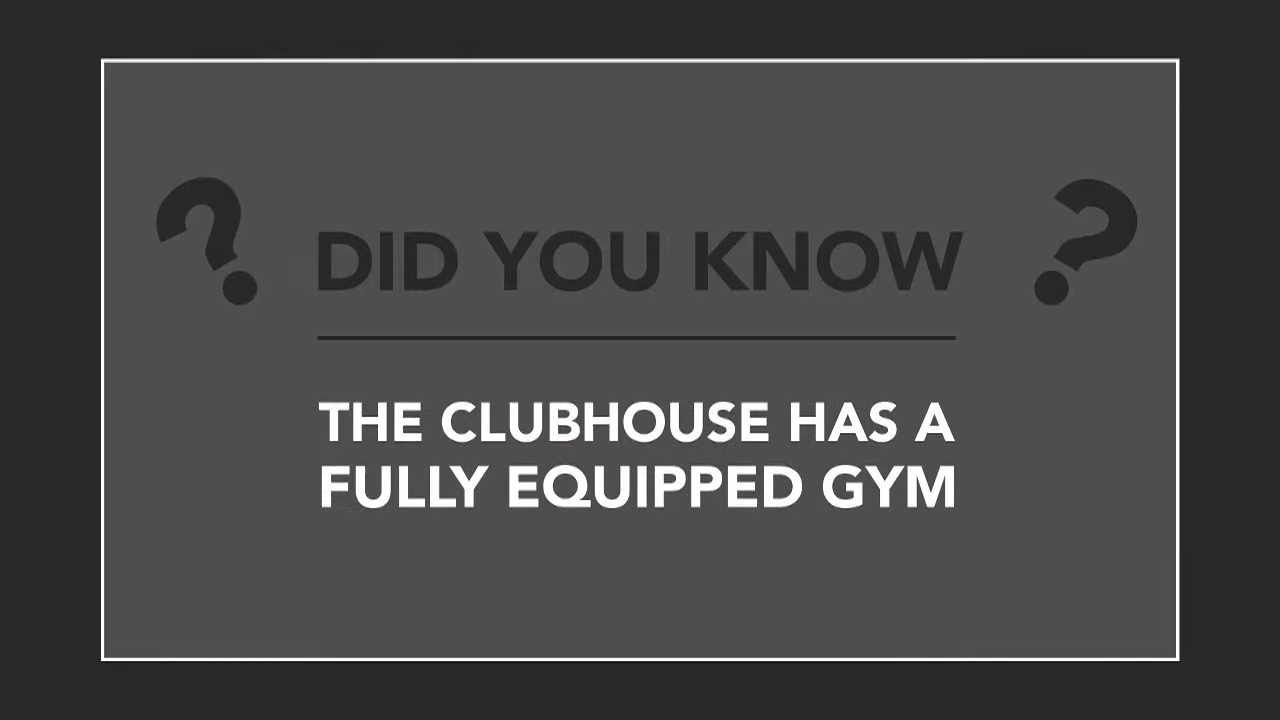 ? DID YOU KNOW ?
THE CLUBHOUSE HAS A
FULLY EQUIPPED GYM